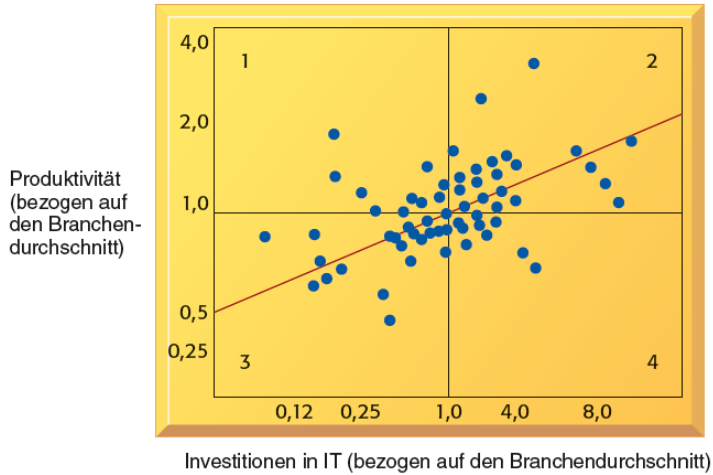 4,0
1
2
2,0
Produktivität
(bezogen auf
den Branchen-
durchschnitt)
1,0
0,5
0,25
3
4
0,12 0,25 1,0 4,0 8,0
Investitionen in IT (bezogen auf den Branchendurchschnitt)